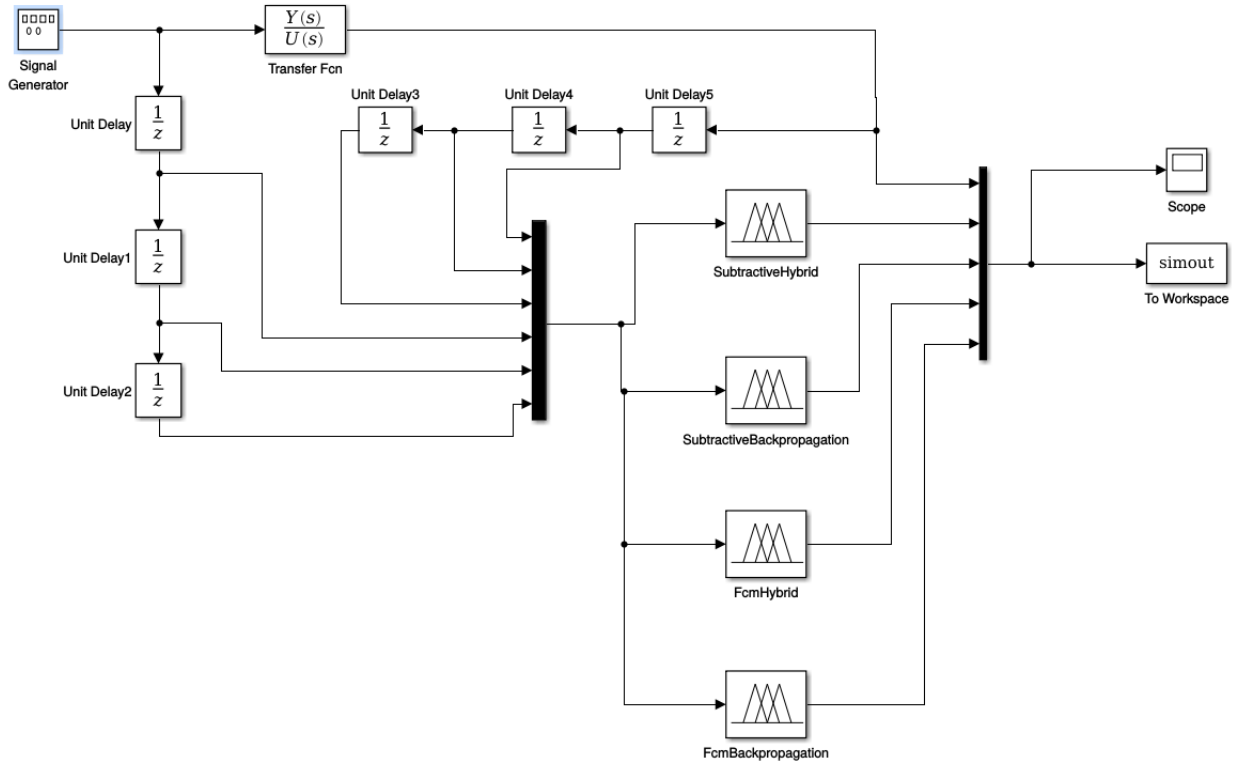 Signal
Generator
Y(s)
U(s)
Transfer Fcn
Unit Delay3
Unit Delay4
Unit Delay5
1
z
1
z
1
z
Unit Delay
1
z
Scope
SubtractiveHybrid
Unit Delay1
1
z
simout
To Workspace
Unit Delay2
1
z
SubtractiveBackpropagation
FcmHybrid
FcmBackpropagation